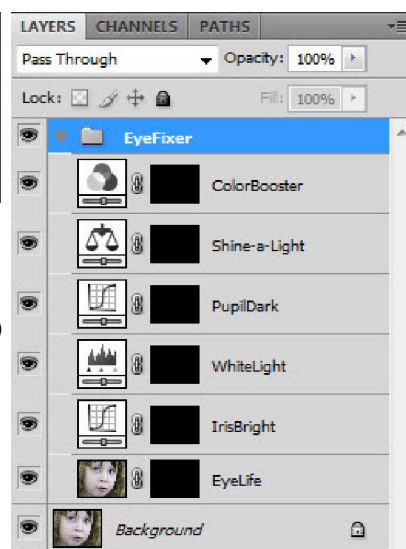 LAYERS CHANNELS PATHS
Pass Through Opacity: 100%
Lock: Fill: 100%
EyeFixer
ColorBooster
Shine-a-Light
PupilDark
WhiteLight
IrisBright
EyeLife
Background